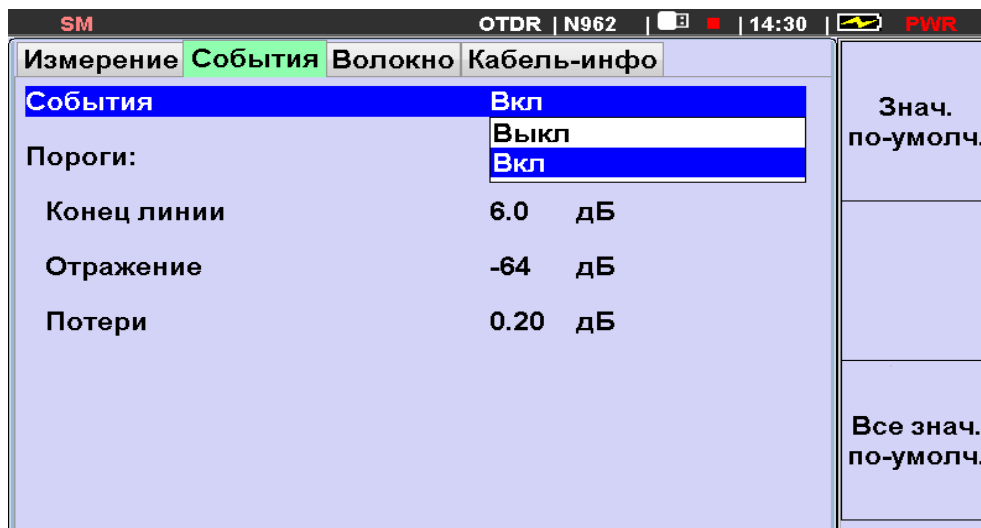 SM OTDR | N962 | | 14:30 | PWR
Измерение События Волокно Кабель-инфо
События Вкл
Выкл
Вкл
Пороги:
Конец линии 6.0 дБ
Отражение -64 дБ
Потери 0.20 дБ
Знач.
по-умолч.
Все знач.
по-умолч.